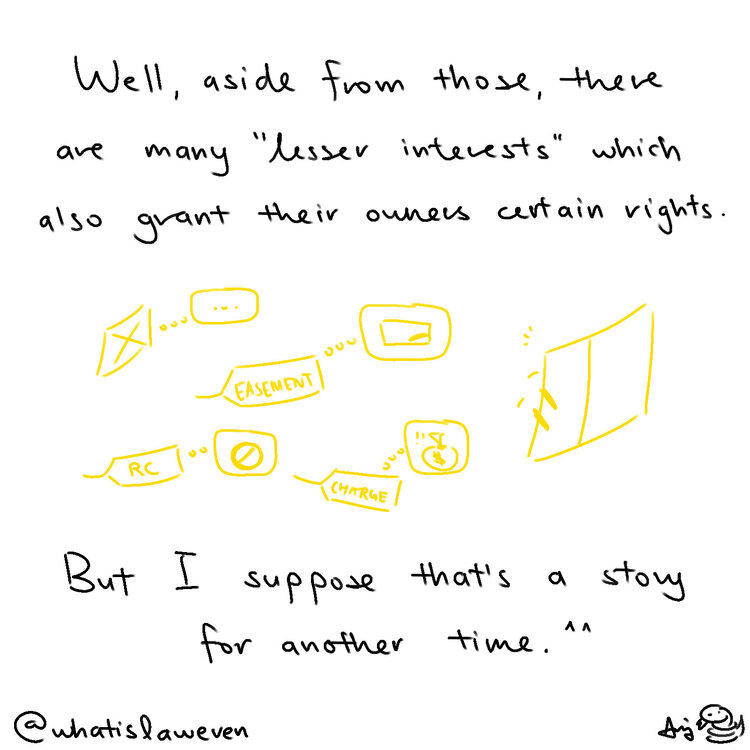 Well, aside from those, there
are many "lesser interests" which
also grant their owners certain rights.
...
EASEMENT
RC
!!
$
CHARGE
But I suppose that's a story
for another time. ^^
@whatislaweven